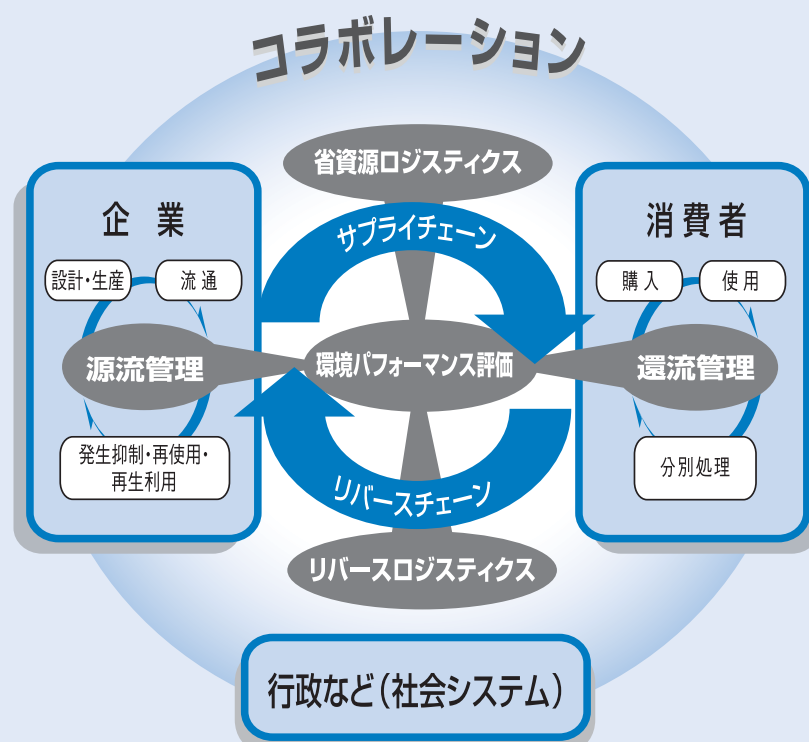 コラボレーション
省資源ロジスティクス
サプライチェーン
企業
設計・生産
流通
源流管理
発生抑制・再使用・
再生利用
環境パフォーマンス評価
消費者
購入
使用
還流管理
分別処理
リバースチェーン
リバースロジスティクス
行政など(社会システム)